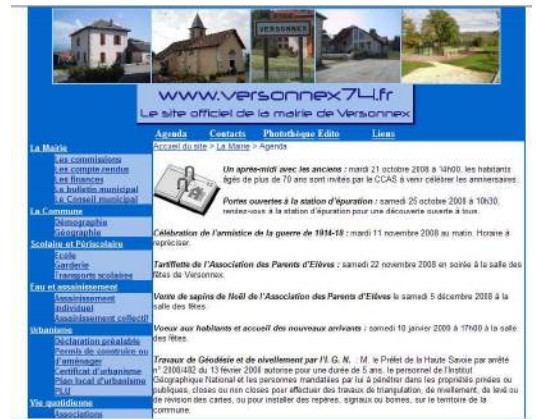 VERSONNEX
www.versonnex74.fr
Le site officiel de la mairie de Versonnex
Agenda Contacts Photothèque Edito Liens
La Mairie
Les commissions
Les compte-rendus
Les finances
Le bulletin municipal
Le Conseil municipal
La Commune
Démographie
Géographie
Scolaire et Périscolaire
Ecole
Garderie
Transports scolaires
Eau et assainissement
Assainissement
individuel
Assainissement collectif
Urbanisme
Déclaration préalable
Permis de construire ou
d'aménager
Certificat d'urbanisme
Plan local d'urbanisme
PLU
Vie quotidienne
Associations
Accueil du site > La Mairie > Agenda
Un après-midi avec les anciens : mardi 21 octobre 2008 à 14h00, les habitants
âgés de plus de 70 ans sont invités par le CCAS à venir célébrer les anniversaires.
Portes ouvertes à la station d'épuration : samedi 25 octobre 2008 à 10h30,
rendez-vous à la station d'épuration pour une découverte ouverte à tous.
Célébration de l'armistice de la guerre de 1914-18 : mardi 11 novembre 2008 au matin. Horaire à
repréciser.
Tartiflette de l'Association des Parents d'Elèves : samedi 22 novembre 2008 en soirée à la salle des
fêtes de Versonnex.
Vente de sapins de Noël de l'Association des Parents d'Elèves le samedi 5 décembre 2008 à la
salle des fêtes.
Voeux aux habitants et accueil des nouveaux arrivants : samedi 10 janvier 2009 à 17h00 à la salle
des fêtes.
Travaux de Géodésie et de nivellement par l'I. G. N. : M. le Préfet de la Haute Savoie par arrêté
n° 2008/482 du 13 février 2008 autorise pour une durée de 5 ans. le personnel de l'Institut
Géographique National et les personnes mandatées par lui à pénétrer dans les propriétés privées ou
publiques, closes ou non closes pour effectuer des travaux de triangulation, de nivellement, de levé ou
de révision des cartes, ou pour installer des repères, signaux ou bornes, sur le territoire de la
commune.